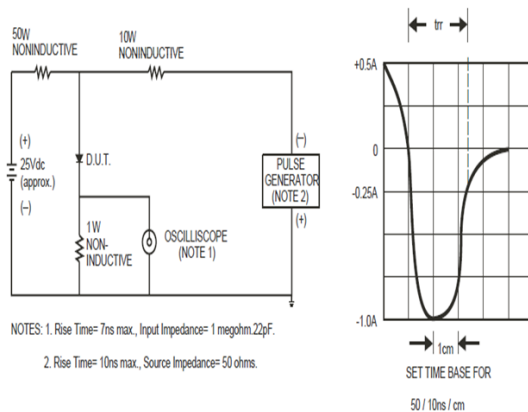 50W
NONINDUCTIVE
10W
NONINDUCTIVE
(+)
25Vdc
(approx.)
(–)
D.U.T.
1W
NON-
INDUCTIVE
OSCILLISCOPE
(NOTE 1)
(–)
PULSE
GENERATOR
(NOTE 2)
(+)
trr
+0.5A
0
-0.25A
-1.0A
1cm
SET TIME BASE FOR
50 / 10ns / cm
NOTES: 1. Rise Time= 7ns max., Input Impedance= 1 megohm.22pF.
2. Rise Time= 10ns max., Source Impedance= 50 ohms.